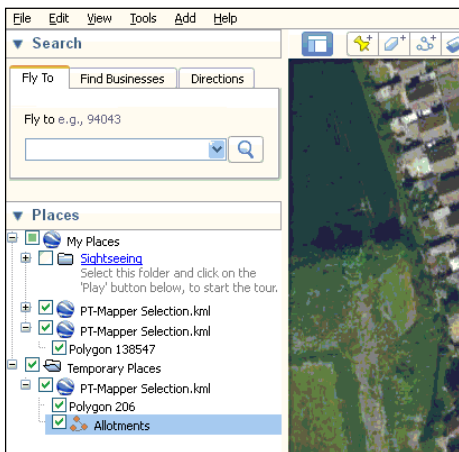 File Edit View Tools Add Help
Search
Fly To Find Businesses Directions
Fly to e.g., 94043
Places
My Places
Sightseeing
Select this folder and click on the
'Play' button below, to start the tour.
PT-Mapper Selection.kml
PT-Mapper Selection.kml
Polygon 138547
Temporary Places
PT-Mapper Selection.kml
Polygon 206
Allotments